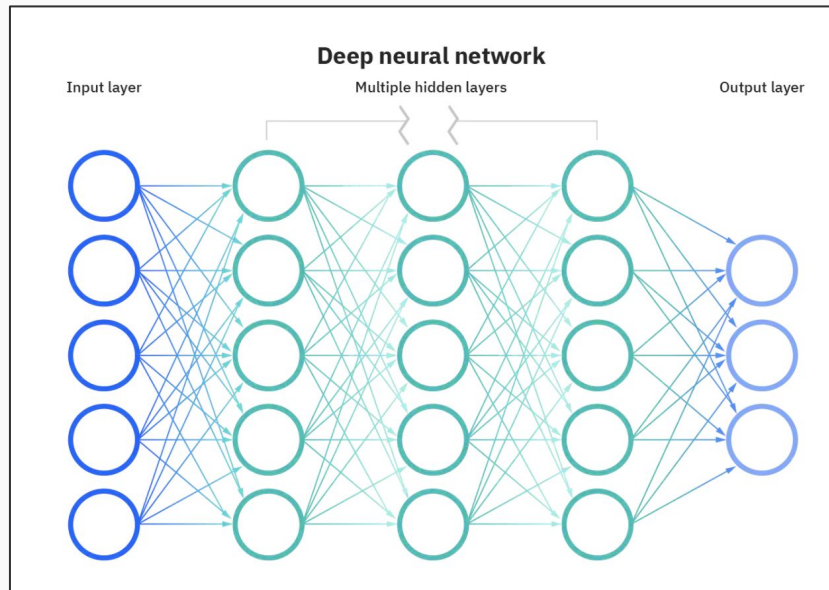 Deep neural network
Input layer
Multiple hidden layers
Output layer